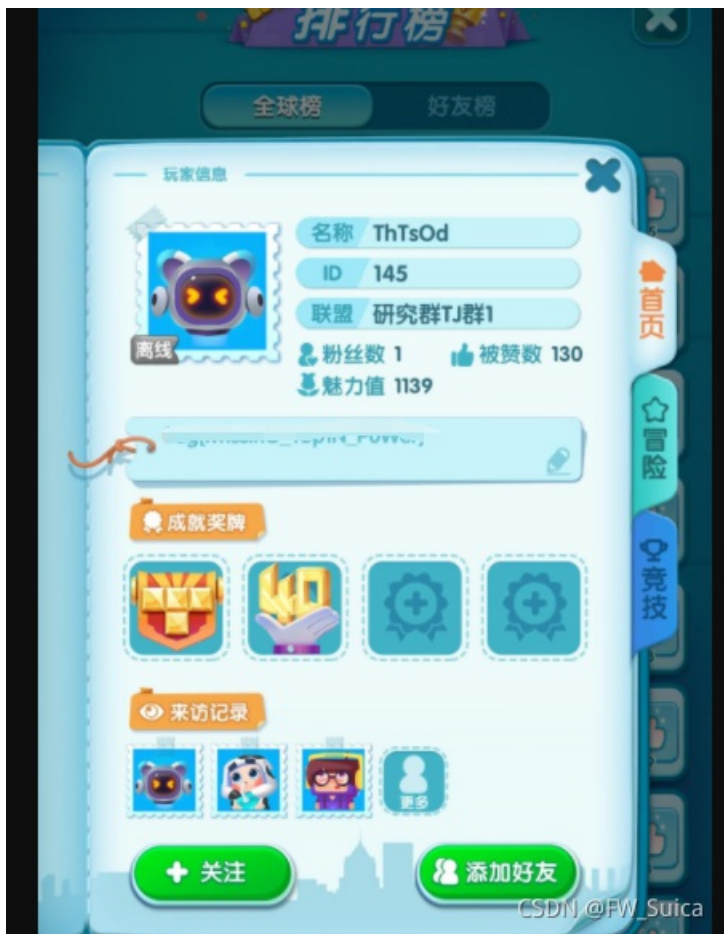 排行榜
全球榜
好友榜
玩家信息
名称 ThTsOd
ID 145
联盟 研究群TJ群1
离线
粉丝数 1 被赞数 130
魅力值 1139
首页
冒险
竞技
成就奖牌
40
来访记录
更多
关注
添加好友
CSDN @FW_Suica